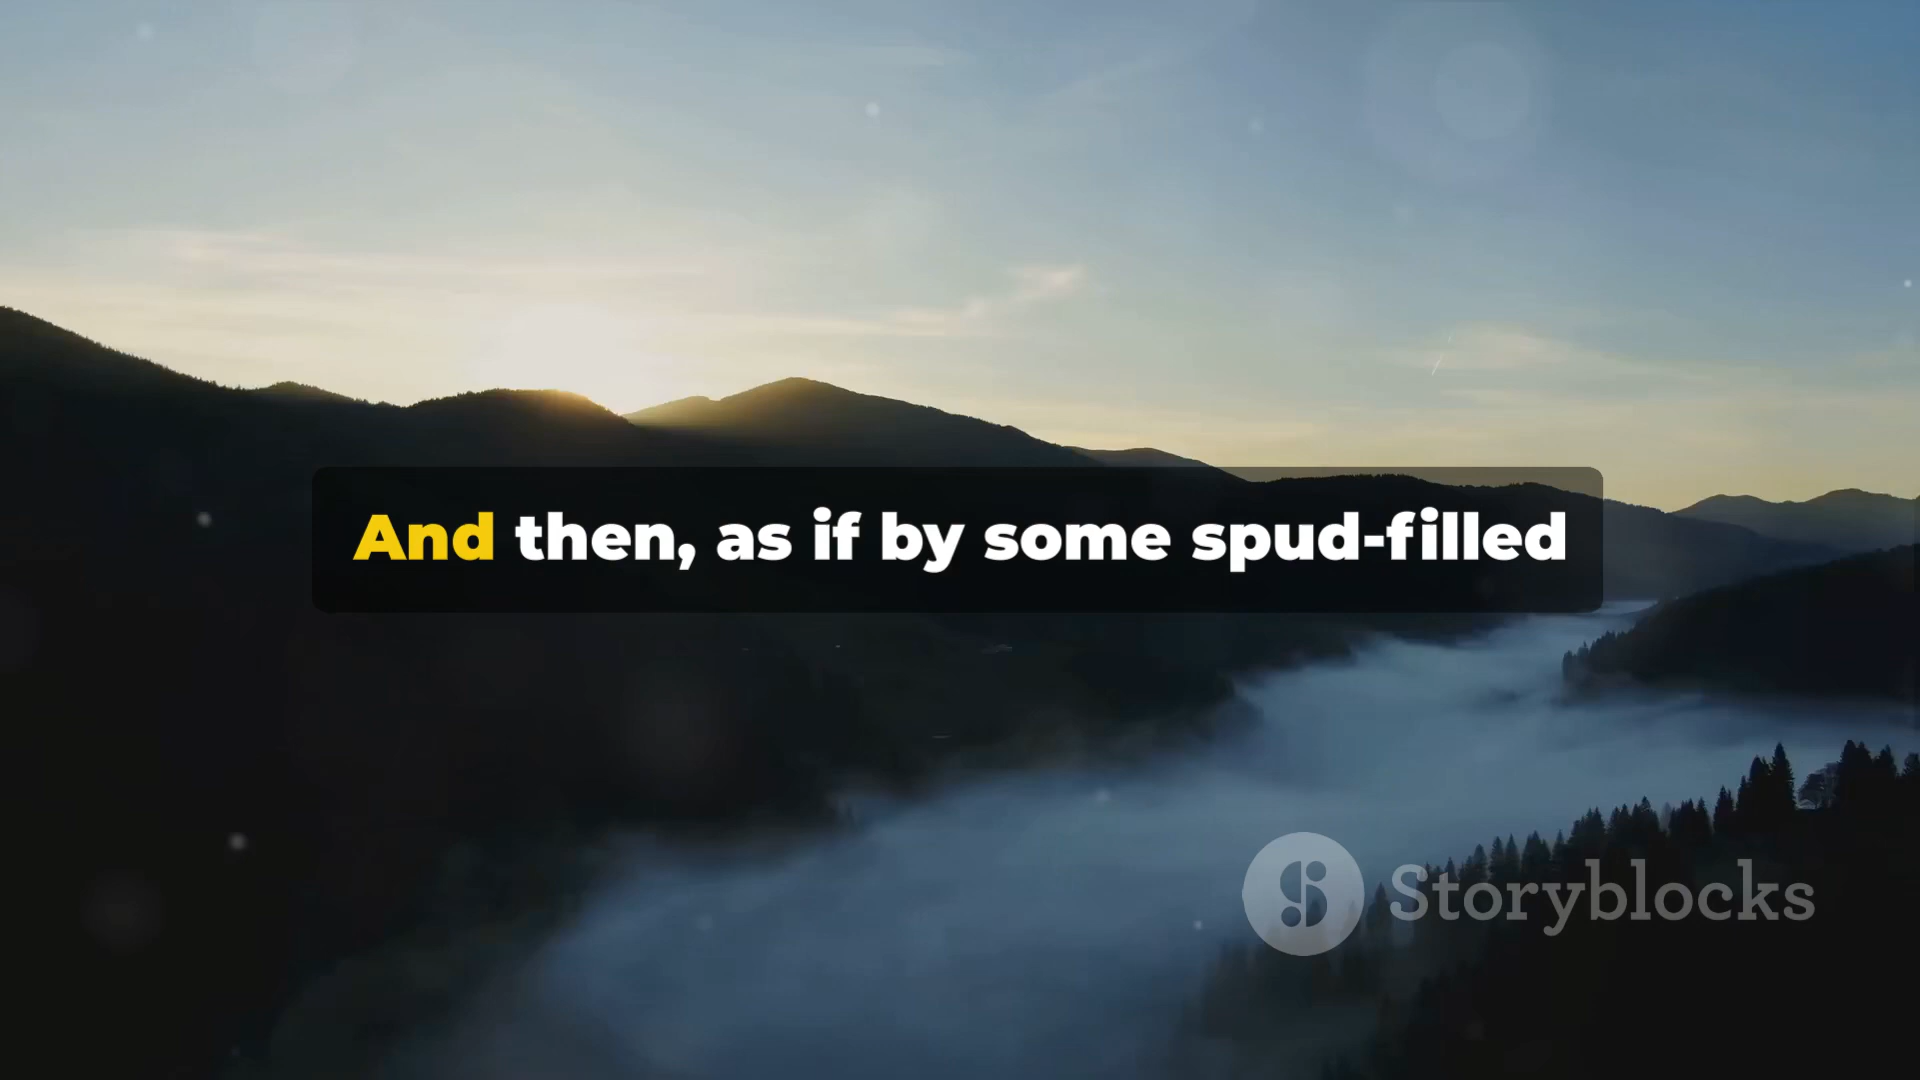 And then, as if by some spud-filled
Storyblocks